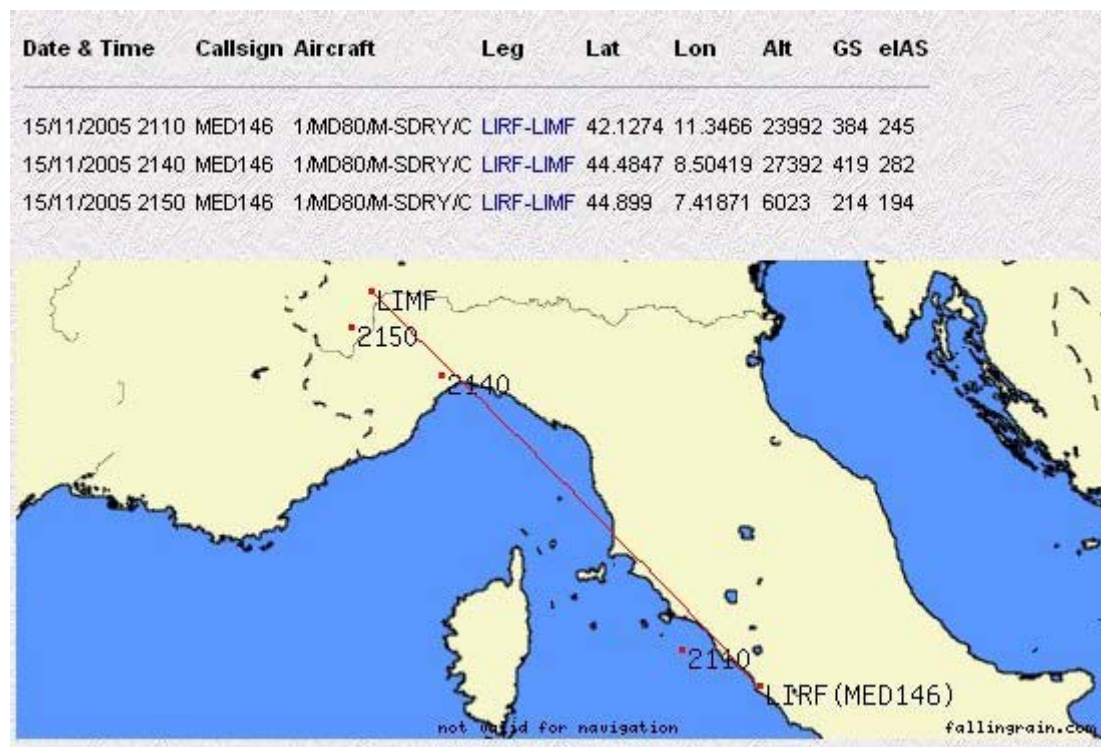 Date & Time Callsign Aircraft Leg Lat Lon Alt GS eIAS
15/11/2005 2110 MED146 1/MD80/M-SDRY/C LIRF-LIMF 42.1274 11.3466 23992 384 245
15/11/2005 2140 MED146 1/MD80/M-SDRY/C LIRF-LIMF 44.4847 8.50419 27392 419 282
15/11/2005 2150 MED146 1/MD80/M-SDRY/C LIRF-LIMF 44.899 7.41871 6023 214 194
LIMF
2150
2140
2110
LIRF(MED146)
not valid for navigation
fallingrain.com